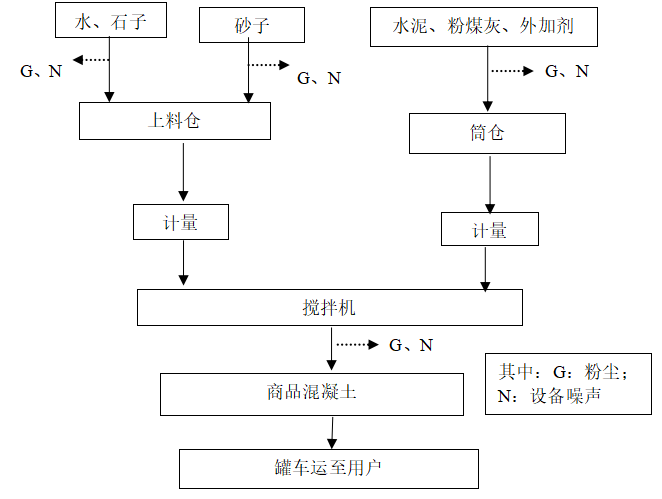 水、石子
砂子
水泥、粉煤灰、外加剂
G、N
G、N
G、N
上料仓
筒仓
计量
计量
搅拌机
G、N
其中：G：粉尘；
N：设备噪声
商品混凝土
罐车运至用户